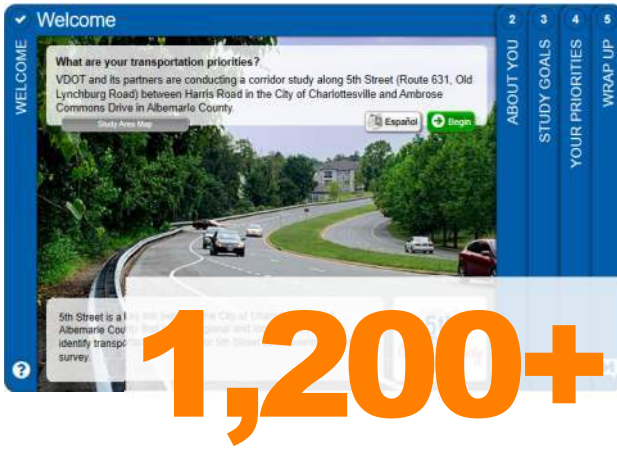 Welcome
WELCOME
What are your transportation priorities?
VDOT and its partners are conducting a corridor study along 5th Street (Route 631, Old
Lynchburg Road) between Harris Road in the City of Charlottesville and Ambrose
Commons Drive in Albemarle County.
Study Area Map
Español
Begin
2
ABOUT YOU
3
STUDY GOALS
4
YOUR PRIORITIES
5
WRAP UP
5th Street is a
Albemarle
identify
survey.
?
1,200+